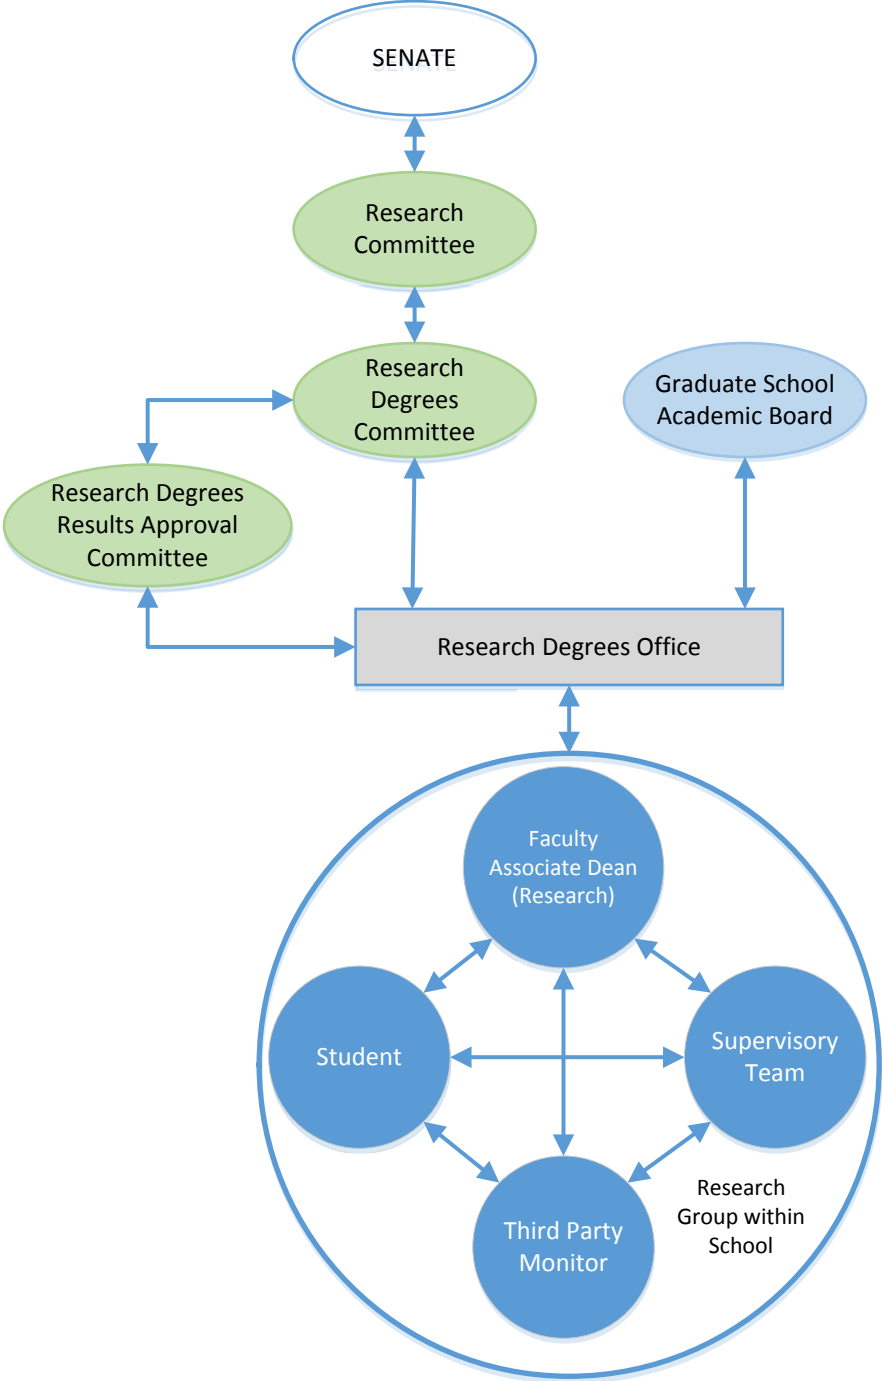 SENATE
Research
Committee
Research
Degrees
Committee
Graduate School
Academic Board
Research Degrees
Results Approval
Committee
Research Degrees Office
Faculty
Associate Dean
(Research)
Student
Supervisory
Team
Third Party
Monitor
Research
Group within
School